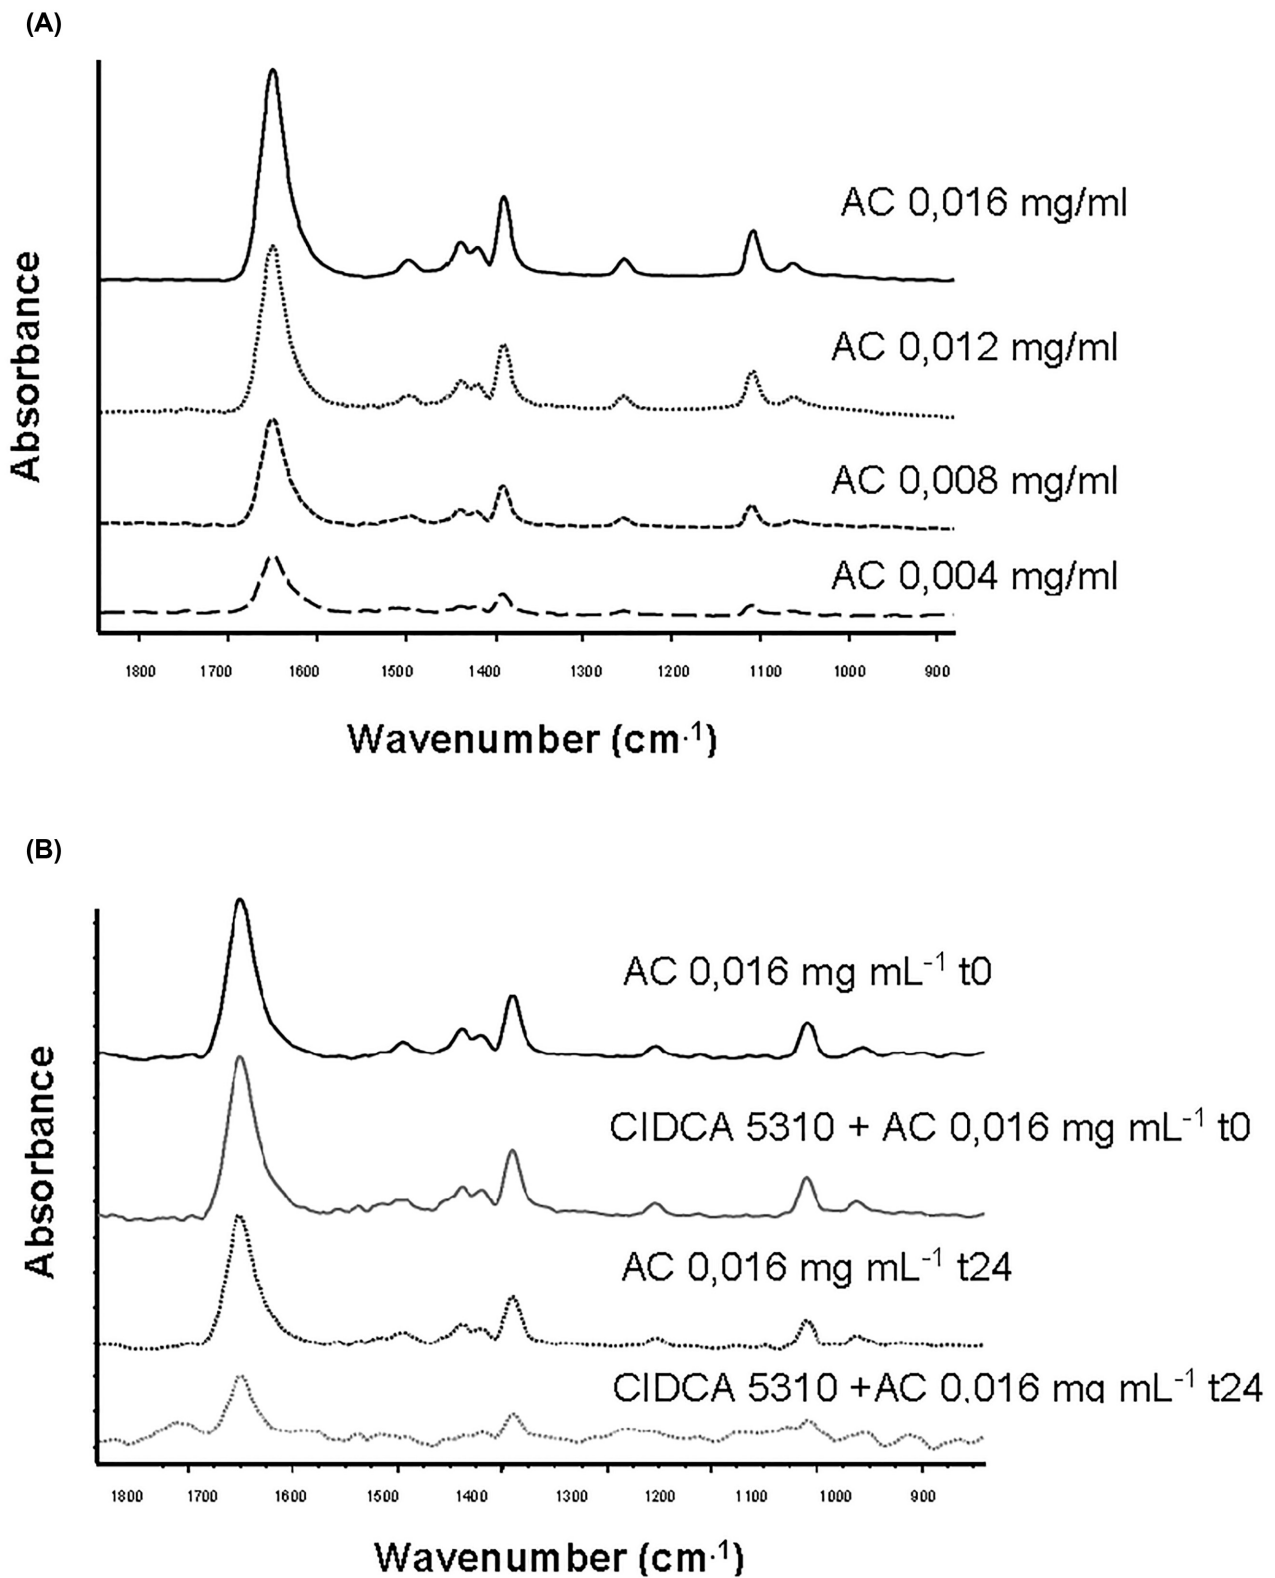 (A)
Absorbance
AC 0,016 mg/ml
AC 0,012 mg/ml
AC 0,008 mg/ml
AC 0,004 mg/ml
1800 1700 1600 1500 1400 1300 1200 1100 1000 900
Wavenumber (cm.1)
(B)
Absorbance
AC 0,016 mg mL-1 t0
CIDCA 5310 + AC 0,016 mg mL-1 t0
AC 0,016 mg mL-1 t24
CIDCA 5310 +AC 0,016 mg mL-1 t24
1800 1700 1600 1500 1400 1300 1200 1100 1000 900
Wavenumber (cm.1)